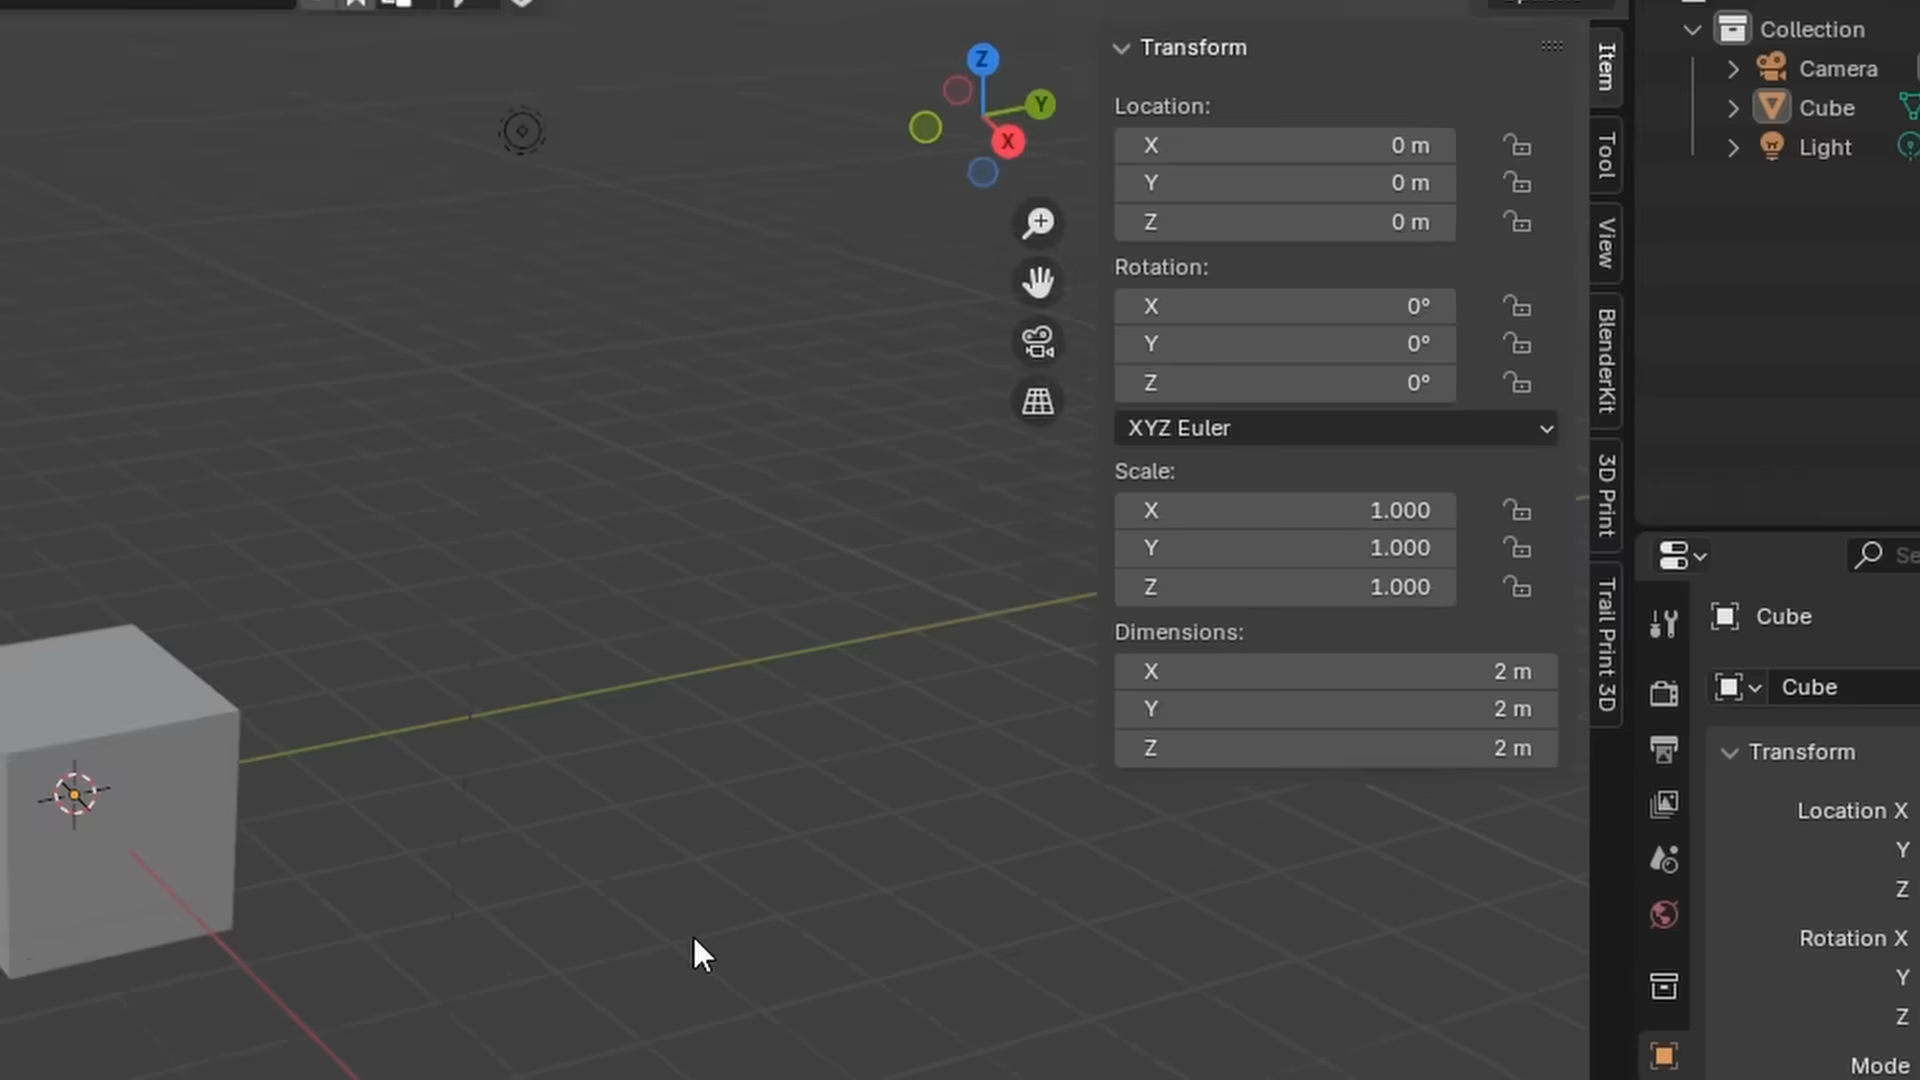 Z
Y
X
Transform
Location:
X 0 m
Y 0 m
Z 0 m
Rotation:
X 0°
Y 0°
Z 0°
XYZ Euler
Scale:
X 1.000
Y 1.000
Z 1.000
Dimensions:
X 2 m
Y 2 m
Z 2 m
Item
Tool
View
BlenderKit
3D Print
Trail Print 3D
Collection
Camera
Cube
Light
Se
Cube
Cube
Transform
Location X
Y
Z
Rotation X
Y
Z
Mode